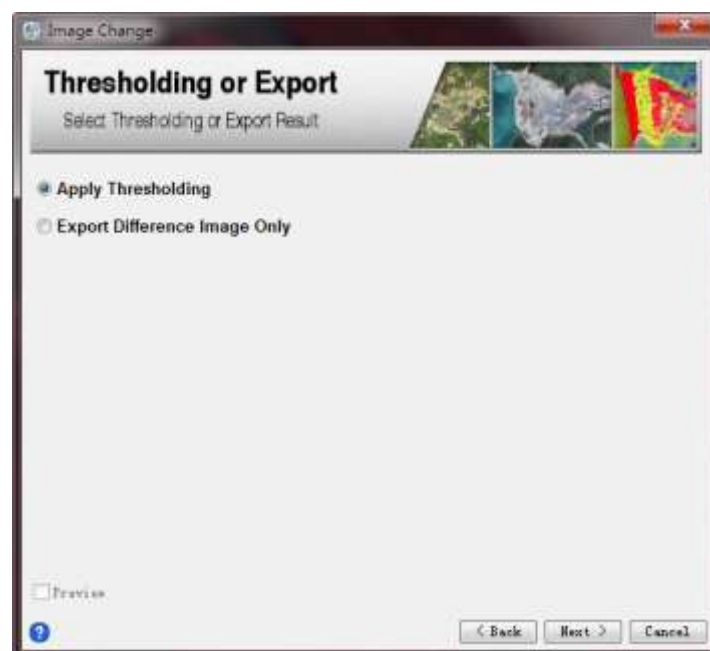 Image Change
Thresholding or Export
Select Thresholding or Export Result
Apply Thresholding
Export Difference Image Only
Preview
< Back Next > Cancel